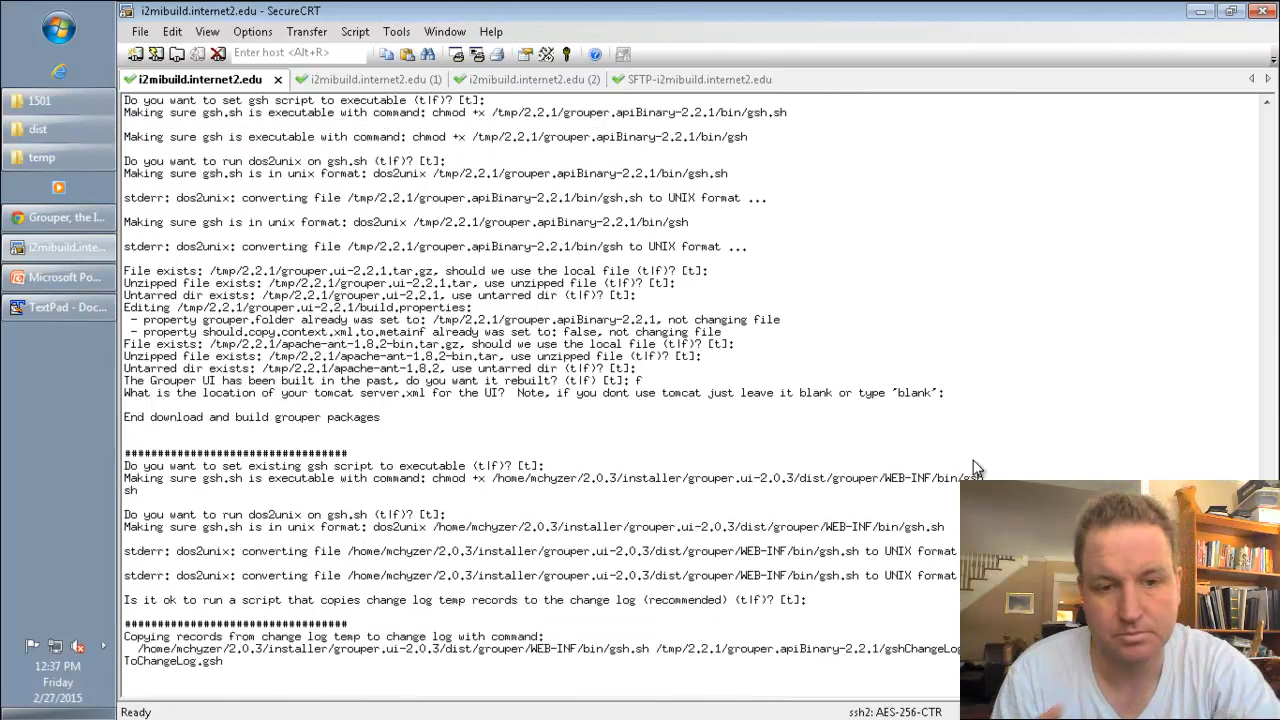 i2mibuild.internet2.edu - SecureCRT
File Edit View Options Transfer Script Tools Window Help
Enter host <Alt+R>
i2mibuild.internet2.edu
i2mibuild.internet2.edu (1)
i2mibuild.internet2.edu (2)
SFTP-i2mibuild.internet2.edu
1501
dist
temp
Grouper, the I...
i2mibuild.inte...
Microsoft Po...
TextPad - Doc...
12:37 PM
Friday
2/27/2015
Do you want to set gsh script to executable (t|f)? [t]:
Making sure gsh.sh is executable with command: chmod +x /tmp/2.2.1/grouper.apiBinary-2.2.1/bin/gsh.sh
Making sure gsh is executable with command: chmod +x /tmp/2.2.1/grouper.apiBinary-2.2.1/bin/gsh
Do you want to run dos2unix on gsh.sh (t|f)? [t]:
Making sure gsh.sh is in unix format: dos2unix /tmp/2.2.1/grouper.apiBinary-2.2.1/bin/gsh.sh
stderr: dos2unix: converting file /tmp/2.2.1/grouper.apiBinary-2.2.1/bin/gsh.sh to UNIX format ...
Making sure gsh is in unix format: dos2unix /tmp/2.2.1/grouper.apiBinary-2.2.1/bin/gsh
stderr: dos2unix: converting file /tmp/2.2.1/grouper.apiBinary-2.2.1/bin/gsh to UNIX format ...
File exists: /tmp/2.2.1/grouper.ui-2.2.1.tar.gz, should we use the local file (t|f)? [t]:
Unzipped file exists: /tmp/2.2.1/grouper.ui-2.2.1.tar, use unzipped file (t|f)? [t]:
Untarred dir exists: /tmp/2.2.1/grouper.ui-2.2.1, use untarred dir (t|f)? [t]:
Editing /tmp/2.2.1/grouper.ui-2.2.1/build.properties:
- property grouper.folder already was set to: /tmp/2.2.1/grouper.apiBinary-2.2.1, not changing file
- property should.copy.context.xml.to.metainf already was set to: false, not changing file
File exists: /tmp/2.2.1/apache-ant-1.8.2-bin.tar.gz, should we use the local file (t|f)? [t]:
Unzipped file exists: /tmp/2.2.1/apache-ant-1.8.2-bin.tar, use unzipped file (t|f)? [t]:
Untarred dir exists: /tmp/2.2.1/apache-ant-1.8.2, use untarred dir (t|f)? [t]:
The Grouper UI has been built in the past, do you want it rebuilt? (t|f) [t]: f
What is the location of your tomcat server.xml for the UI?  Note, if you dont use tomcat just leave it blank or type 'blank':
End download and build grouper packages
##################################
Do you want to set existing gsh script to executable (t|f)? [t]:
Making sure gsh.sh is executable with command: chmod +x /home/mchyzer/2.0.3/installer/grouper.ui-2.0.3/dist/grouper/WEB-INF/bin/gsh
sh
Do you want to run dos2unix on gsh.sh (t|f)? [t]:
Making sure gsh.sh is in unix format: dos2unix /home/mchyzer/2.0.3/installer/grouper.ui-2.0.3/dist/grouper/WEB-INF/bin/gsh.sh
stderr: dos2unix: converting file /home/mchyzer/2.0.3/installer/grouper.ui-2.0.3/dist/grouper/WEB-INF/bin/gsh.sh to UNIX format
stderr: dos2unix: converting file /home/mchyzer/2.0.3/installer/grouper.ui-2.0.3/dist/grouper/WEB-INF/bin/gsh.sh to UNIX format
Is it ok to run a script that copies change log temp records to the change log (recommended) (t|f)? [t]:
##################################
Copying records from change log temp to change log with command:
/home/mchyzer/2.0.3/installer/grouper.ui-2.0.3/dist/grouper/WEB-INF/bin/gsh.sh /tmp/2.2.1/grouper.apiBinary-2.2.1/gshChangeLog
ToChangeLog.gsh
Ready
ssh2: AES-256-CTR